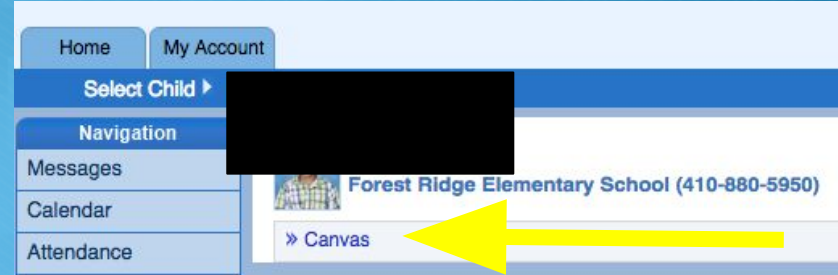 Home
My Account
Select Child
Navigation
Messages
Calendar
Attendance
Forest Ridge Elementary School (410-880-5950)
» Canvas